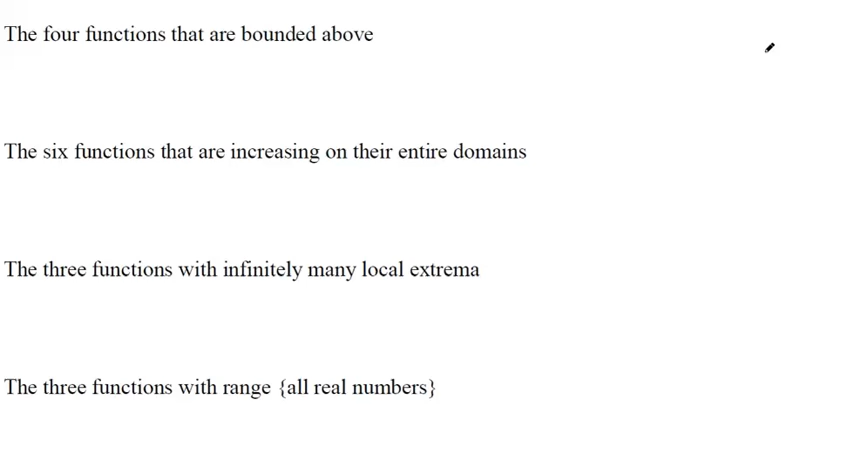 The four functions that are bounded above
The six functions that are increasing on their entire domains
The three functions with infinitely many local extrema
The three functions with range {all real numbers}